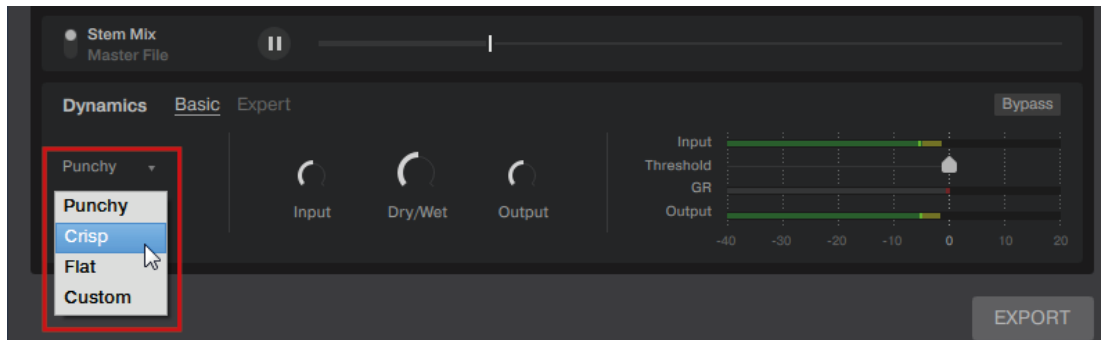 Stem Mix
Master File
Dynamics Basic Expert Bypass
Punchy
Punchy
Crisp
Flat
Custom
Input Dry/Wet Output
Input
Threshold
GR
Output
-40 -30 -20 -10 0 10 20
EXPORT